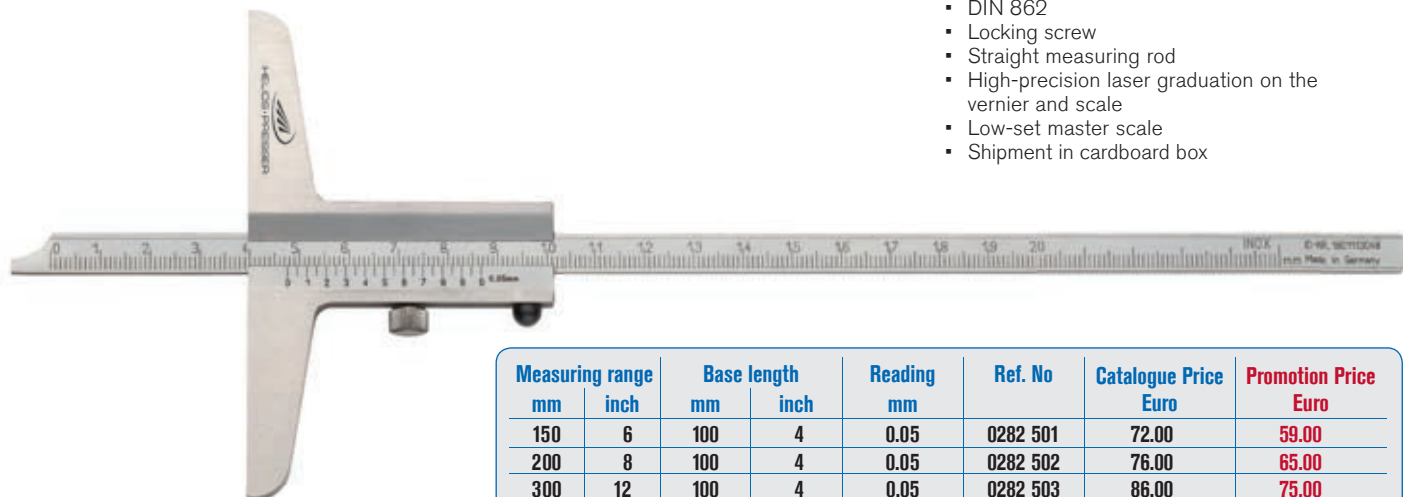 ▪ DIN 862
▪ Locking screw
▪ Straight measuring rod
▪ High-precision laser graduation on the
vernier and scale
▪ Low-set master scale
▪ Shipment in cardboard box
HELIOS-PREISSER
0 1 2 3 4 5 6 7 8 9 10 11 12 13 14 15 16 17 18 19 20 INOX
mm Made in Germany
0 1 2 3 4 5 6 7 8 9 0 0.05mm
Measuring range Base length Reading Ref. No Catalogue Price Promotion Price
mm inch mm inch mm Euro Euro
150 6 100 4 0.05 0282 501 72.00 59.00
200 8 100 4 0.05 0282 502 76.00 65.00
300 12 100 4 0.05 0282 503 86.00 75.00